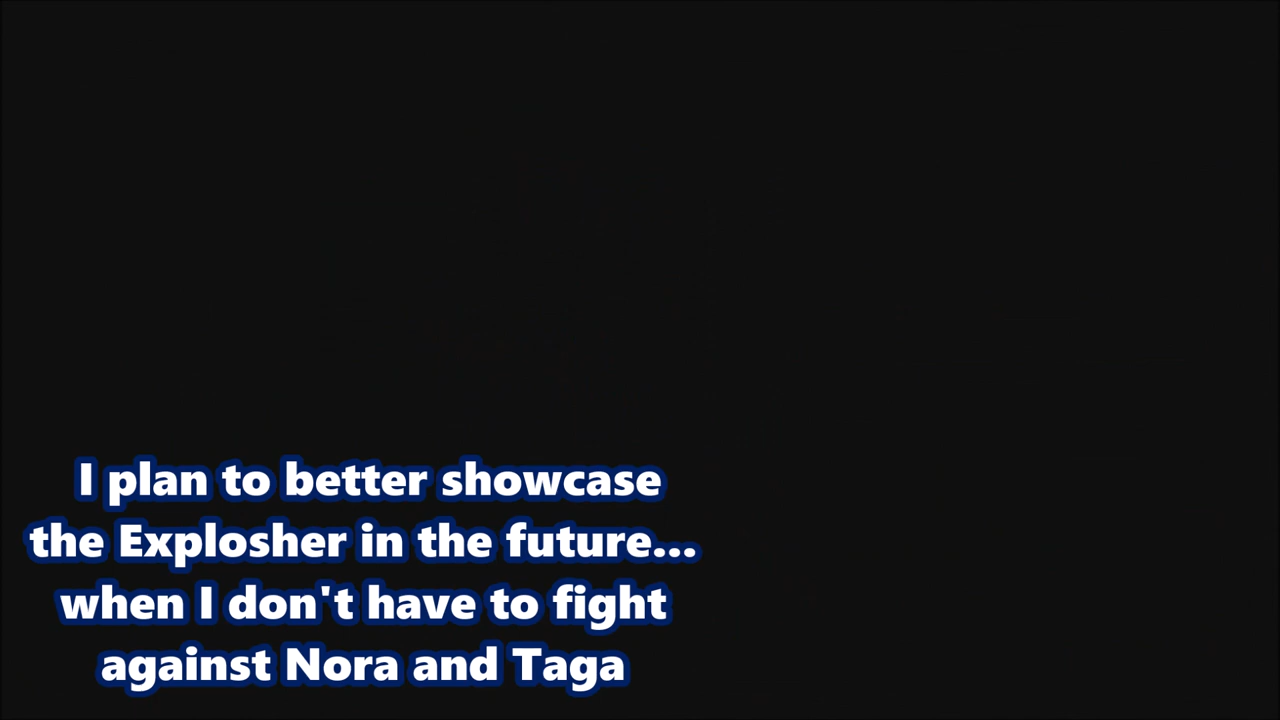 I plan to better showcase
the Explosher in the future...
when I don't have to fight
against Nora and Taga